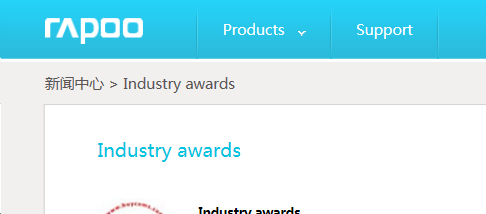 rapoo
Products
Support
新闻中心 > Industry awards
Industry awards
Industry awards